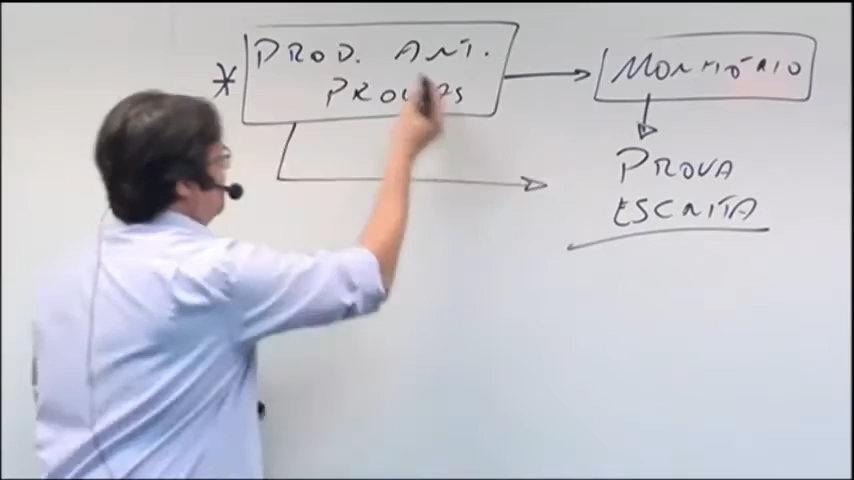 * PROD. ANT.
PROVAS
MONITÓRIO
PROVA
ESCRITA